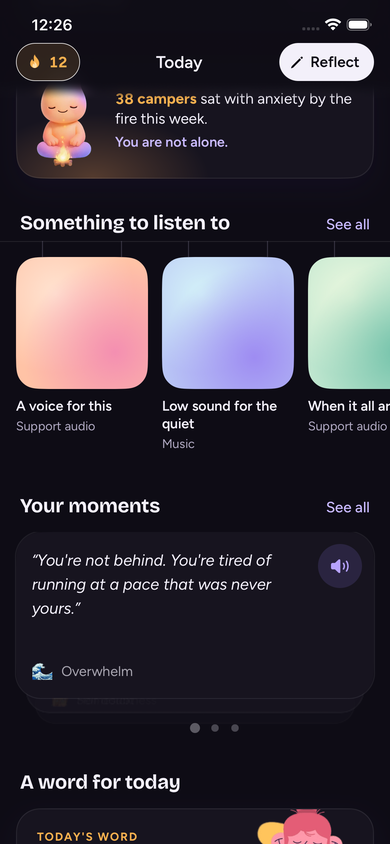 12:26
12
Today
Reflect
38 campers sat with anxiety by the
fire this week.
You are not alone.
Something to listen to
See all
A voice for this
Support audio
Low sound for the
quiet
Music
When it all
Support audio
Your moments
See all
“You're not behind. You're tired of
running at a pace that was never
yours.”
Overwhelm
A word for today
TODAY'S WORD